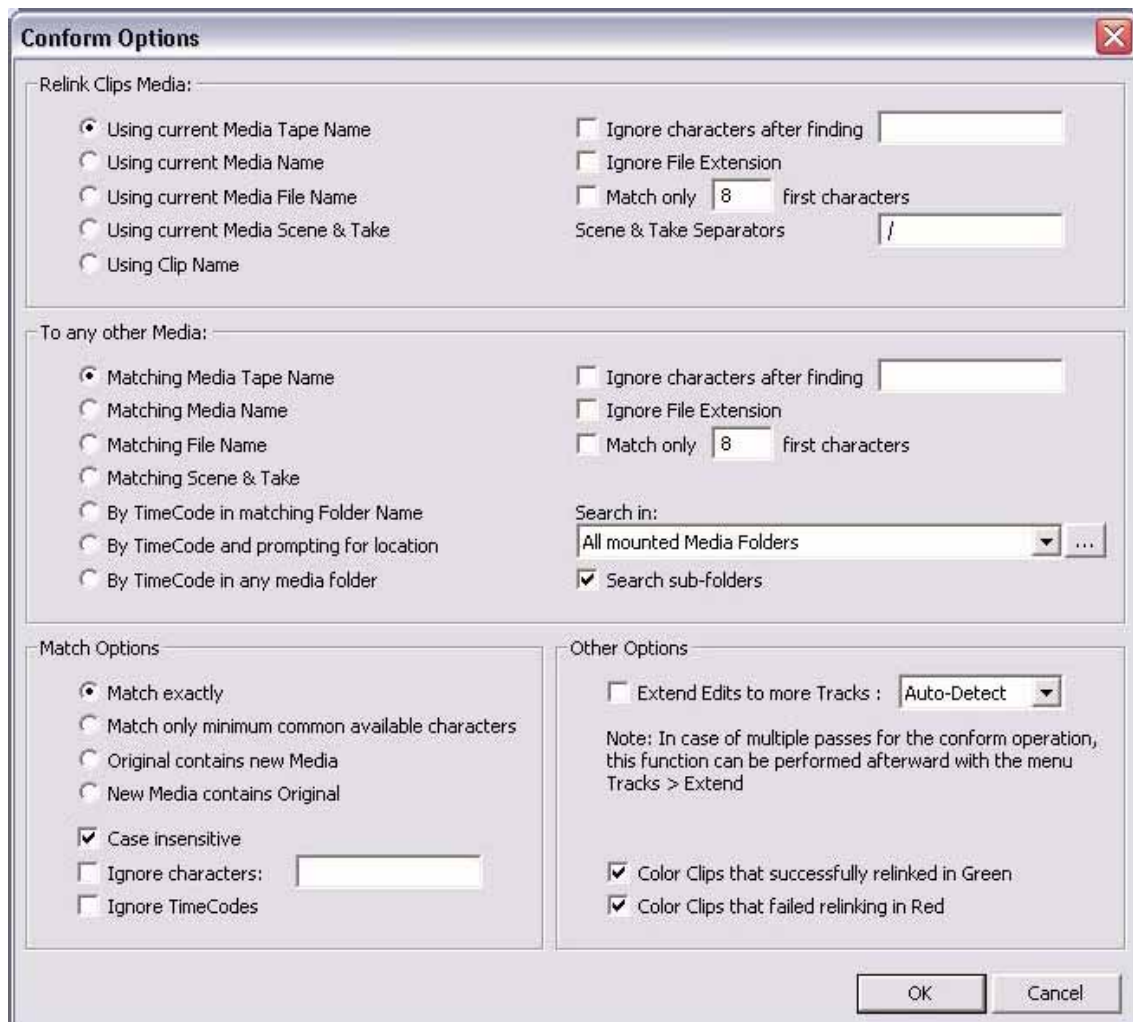 Conform Options
Relink Clips Media:
Using current Media Tape Name
Ignore characters after finding
Using current Media Name
Ignore File Extension
Using current Media File Name
Match only 8 first characters
Using current Media Scene & Take
Scene & Take Separators /
Using Clip Name
To any other Media:
Matching Media Tape Name
Ignore characters after finding
Matching Media Name
Ignore File Extension
Matching File Name
Match only 8 first characters
Matching Scene & Take
By TimeCode in matching Folder Name
Search in:
By TimeCode and prompting for location
All mounted Media Folders ...
By TimeCode in any media folder
Search sub-folders
Match Options
Match exactly
Match only minimum common available characters
Original contains new Media
New Media contains Original
Case insensitive
Ignore characters:
Ignore TimeCodes
Other Options
Extend Edits to more Tracks : Auto-Detect
Note: In case of multiple passes for the conform operation,
this function can be performed afterward with the menu
Tracks > Extend
Color Clips that successfully relinked in Green
Color Clips that failed relinking in Red
OK
Cancel